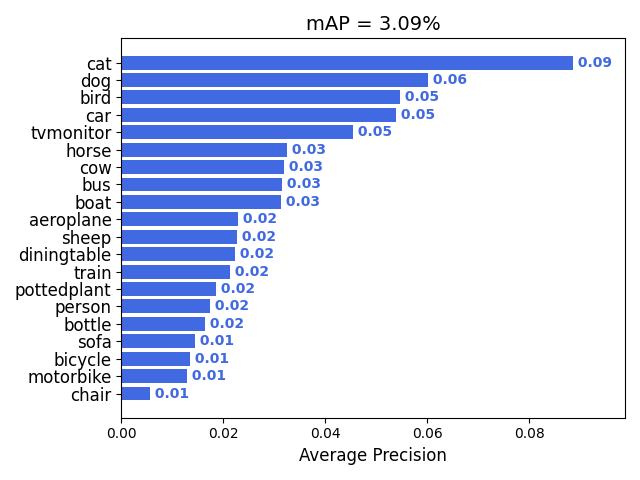 mAP = 3.09%
cat 0.09
dog 0.06
bird 0.05
car 0.05
tvmonitor 0.05
horse 0.03
cow 0.03
bus 0.03
boat 0.03
aeroplane 0.02
sheep 0.02
diningtable 0.02
train 0.02
pottedplant 0.02
person 0.02
bottle 0.02
sofa 0.01
bicycle 0.01
motorbike 0.01
chair 0.01
0.00 0.02 0.04 0.06 0.08
Average Precision